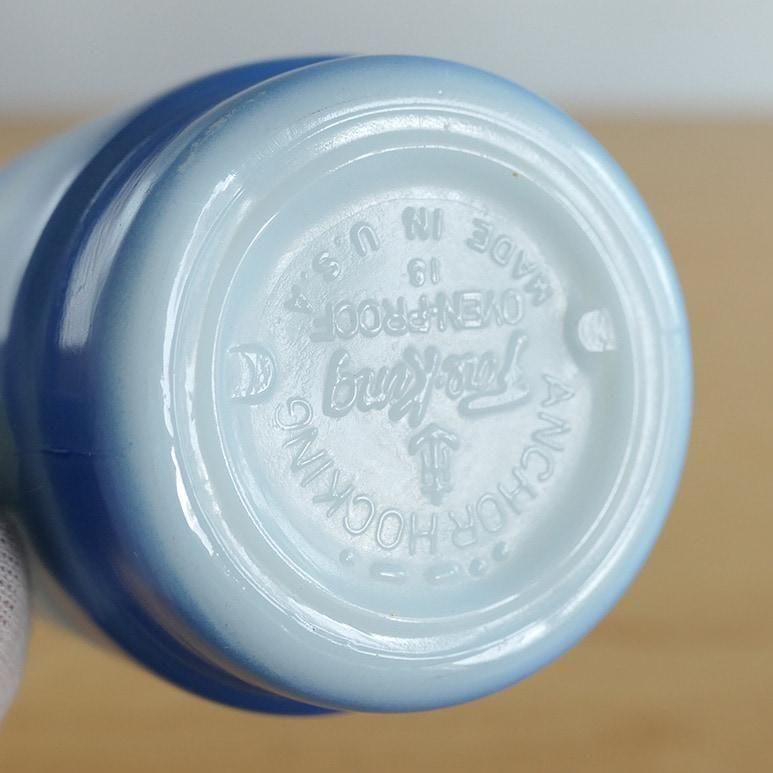 ANCHOR HOCKING
Fire-King
OVEN-PROOF
19
MADE IN U.S.A